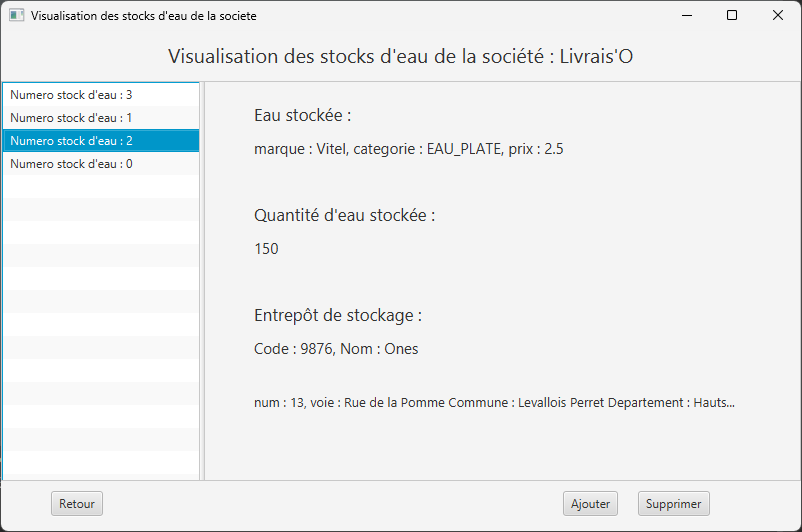 Visualisation des stocks d'eau de la societe
Visualisation des stocks d'eau de la société : Livrais'O
Numero stock d'eau : 3
Numero stock d'eau : 1
Numero stock d'eau : 2
Numero stock d'eau : 0
Eau stockée :
marque : Vitel, categorie : EAU_PLATE, prix : 2.5
Quantité d'eau stockée :
150
Entrepôt de stockage :
Code : 9876, Nom : Ones
num : 13, voie : Rue de la Pomme Commune : Levallois Perret Departement : Hauts...
Retour
Ajouter
Supprimer